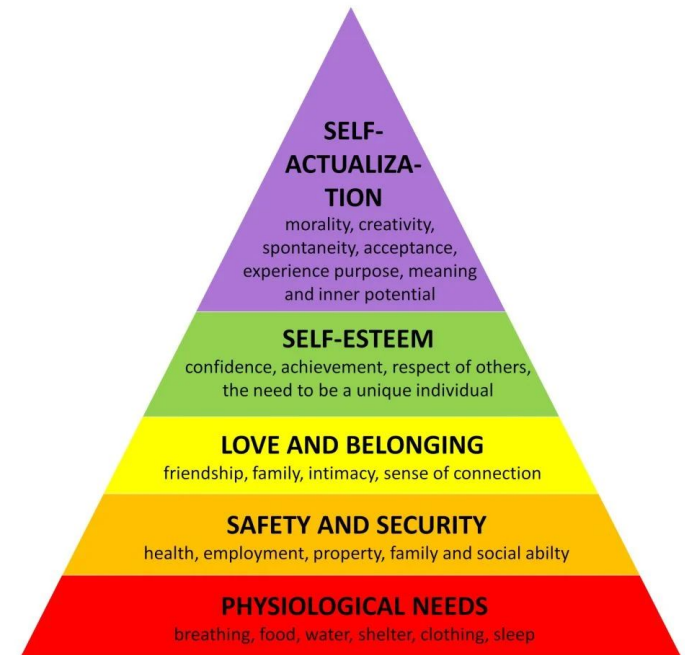 SELF-
ACTUALIZA-
TION
morality, creativity,
spontaneity, acceptance,
experience purpose, meaning
and inner potential
SELF-ESTEEM
confidence, achievement, respect of others,
the need to be a unique individual
LOVE AND BELONGING
friendship, family, intimacy, sense of connection
SAFETY AND SECURITY
health, employment, property, family and social abilty
PHYSIOLOGICAL NEEDS
breathing, food, water, shelter, clothing, sleep